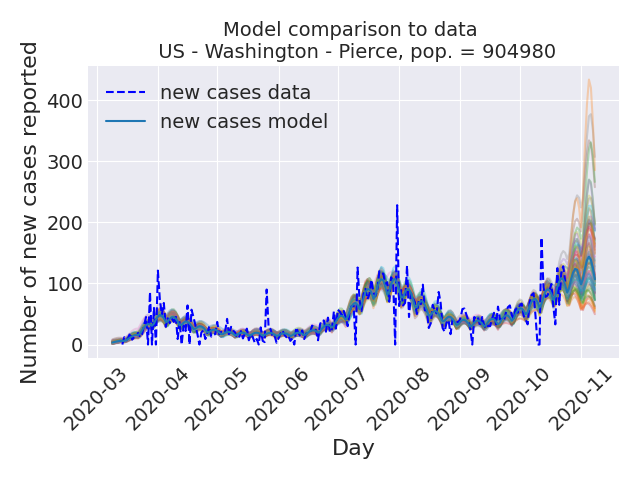 Model comparison to data
US - Washington - Pierce, pop. = 904980
Number of new cases reported
400
300
200
100
0
new cases data
new cases model
2020-03
2020-04
2020-05
2020-06
2020-07
2020-08
2020-09
2020-10
2020-11
Day